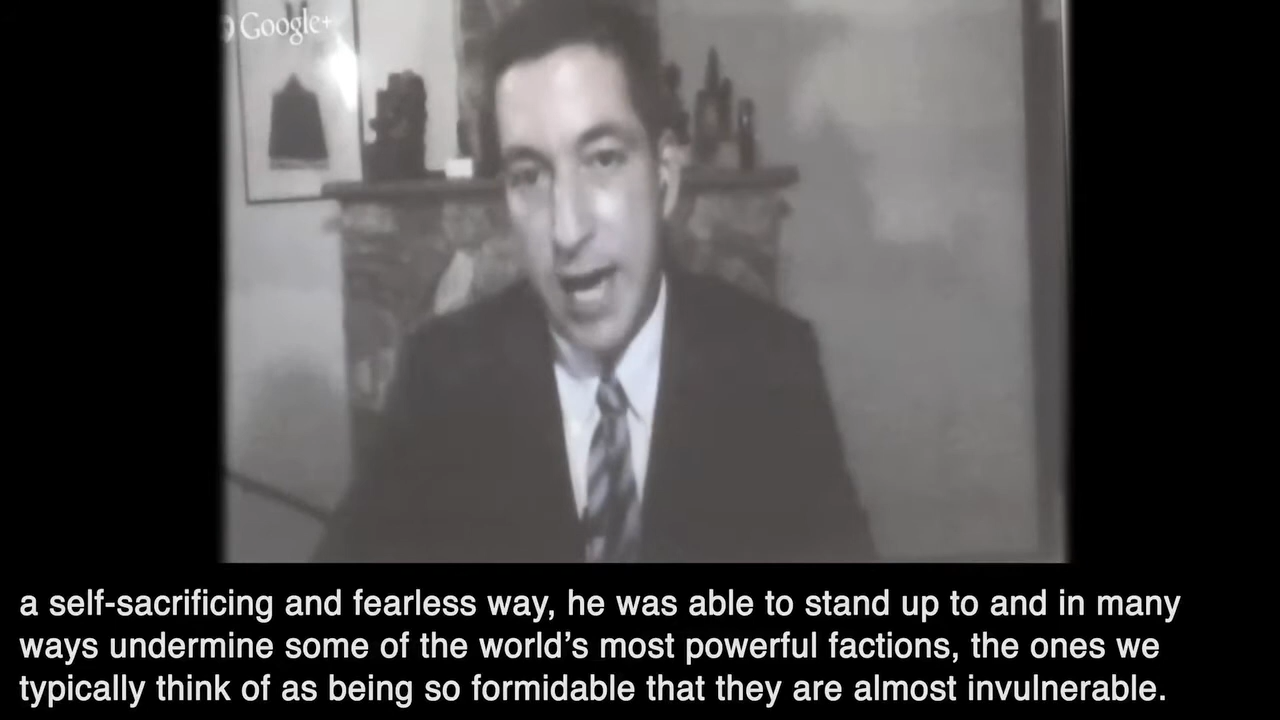 Google+
a self-sacrificing and fearless way, he was able to stand up to and in many
ways undermine some of the world’s most powerful factions, the ones we
typically think of as being so formidable that they are almost invulnerable.